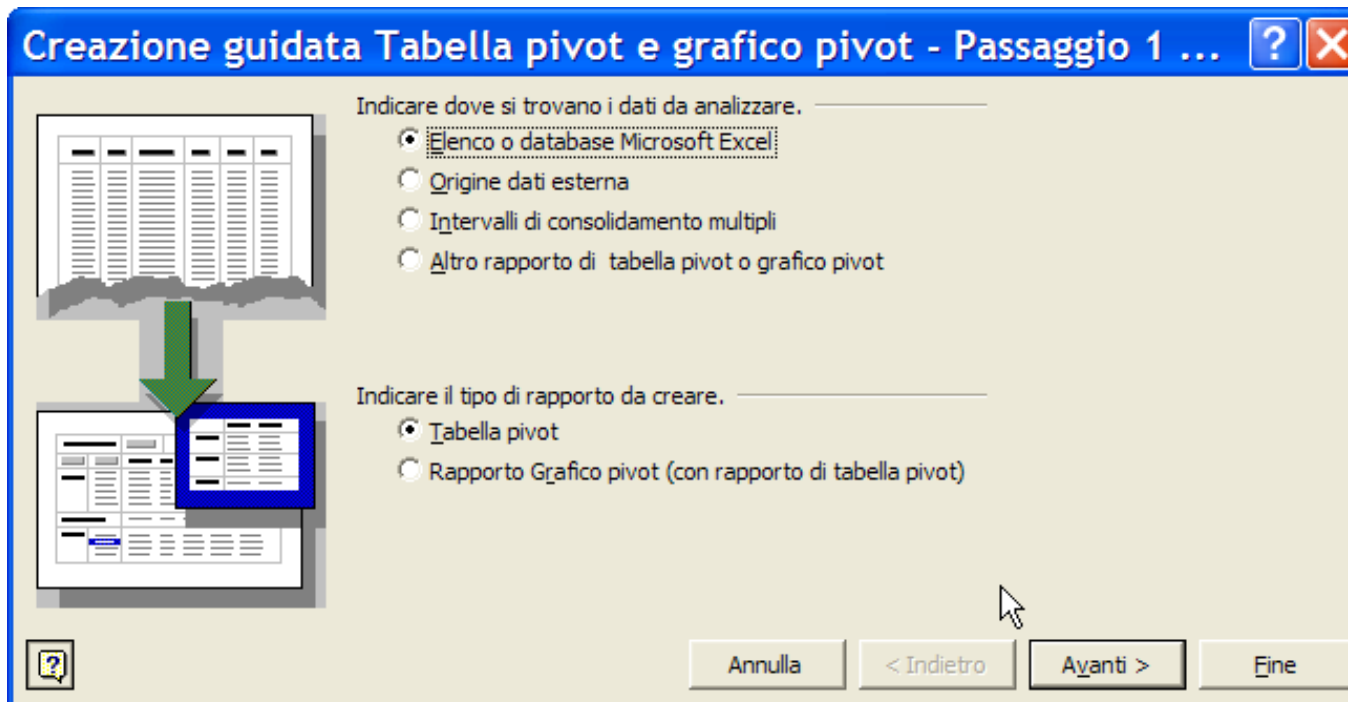 Creazione guidata Tabella pivot e grafico pivot - Passaggio 1 ...
Indicare dove si trovano i dati da analizzare.
Elenco o database Microsoft Excel
Origine dati esterna
Intervalli di consolidamento multipli
Altro rapporto di tabella pivot o grafico pivot
Indicare il tipo di rapporto da creare.
Tabella pivot
Rapporto Grafico pivot (con rapporto di tabella pivot)
Annulla < Indietro Avanti > Fine